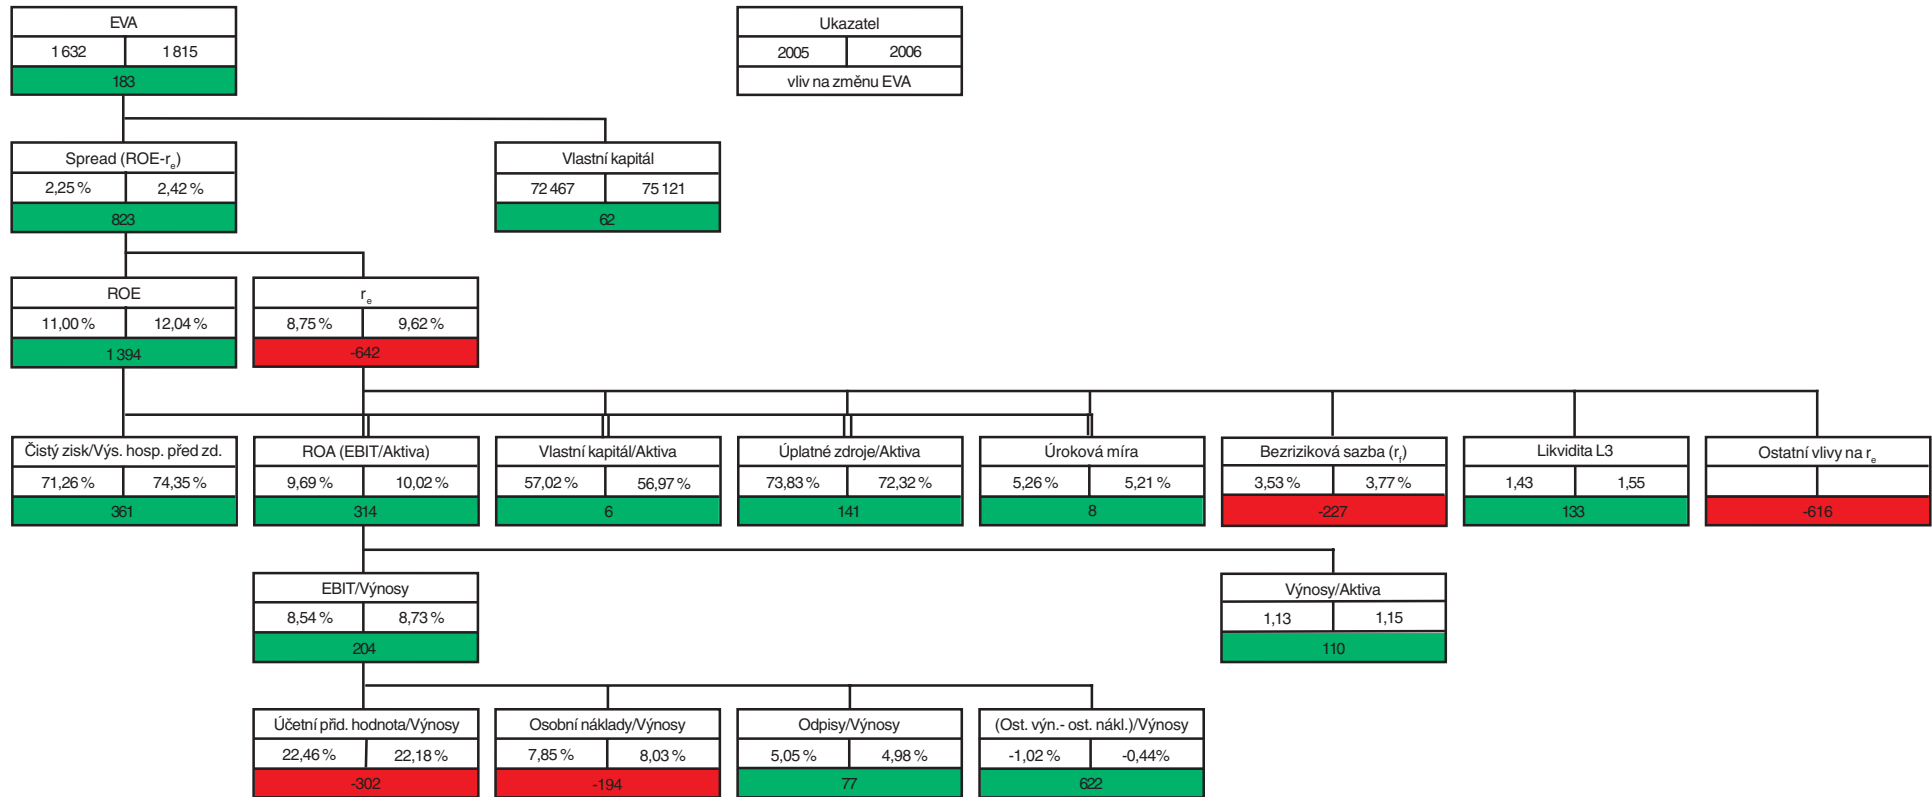 EVA
1 632 1 815
183
Ukazatel
2005 2006
vliv na změnu EVA
Spread (ROE-re)
2,25 % 2,42 %
823
Vlastní kapitál
72 467 75 121
62
ROE
11,00 % 12,04 %
1 394
re
8,75 % 9,62 %
-642
Čistý zisk/Výs. hosp. před zd.
71,26 % 74,35 %
361
ROA (EBIT/Aktiva)
9,69 % 10,02 %
314
Vlastní kapitál/Aktiva
57,02 % 56,97 %
6
Úplatné zdroje/Aktiva
73,83 % 72,32 %
141
Úroková míra
5,26 % 5,21 %
8
Bezriziková sazba (rf)
3,53 % 3,77 %
-227
Likvidita L3
1,43 1,55
133
Ostatní vlivy na re
-616
EBIT/Výnosy
8,54 % 8,73 %
204
Výnosy/Aktiva
1,13 1,15
110
Účetní přid. hodnota/Výnosy
22,46 % 22,18 %
-302
Osobní náklady/Výnosy
7,85 % 8,03 %
-194
Odpisy/Výnosy
5,05 % 4,98 %
77
(Ost. výn.- ost. nákl.)/Výnosy
-1,02 % -0,44%
622